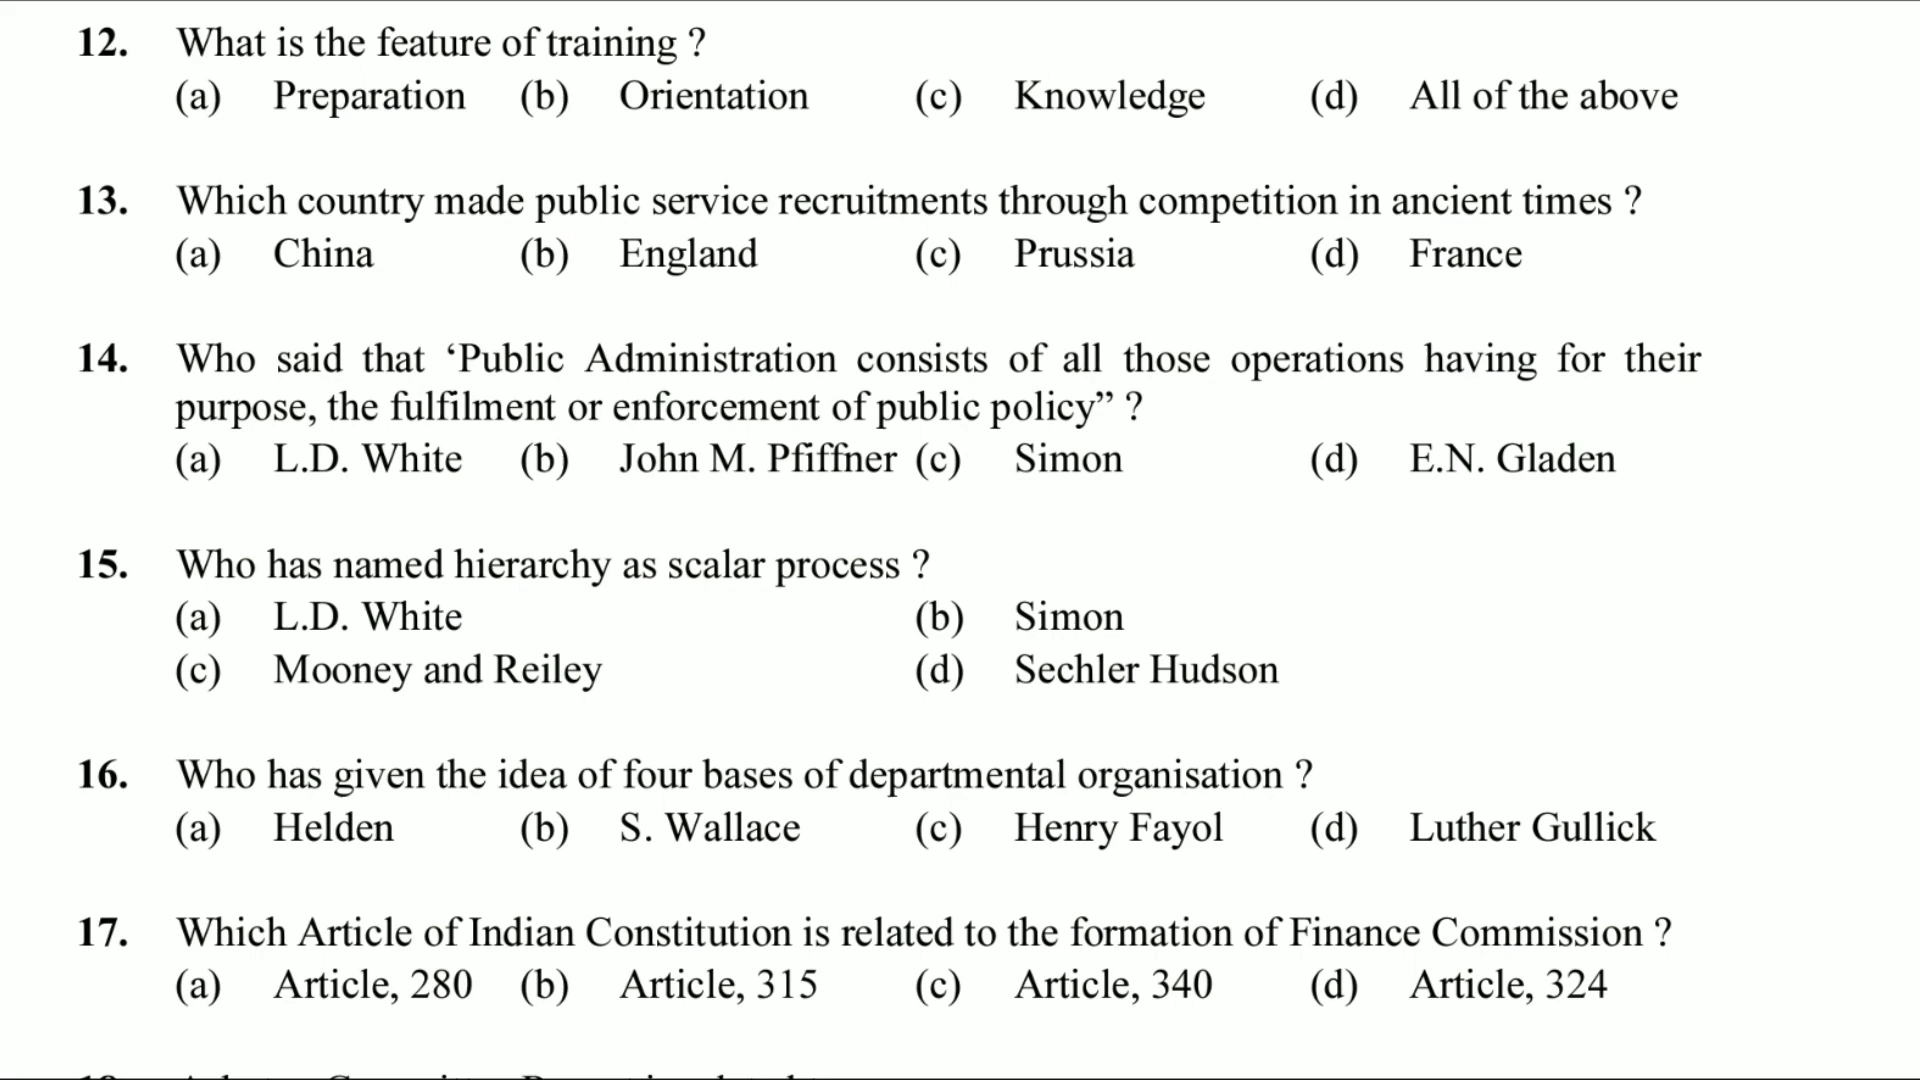 12. What is the feature of training ?
(a) Preparation (b) Orientation (c) Knowledge (d) All of the above
13. Which country made public service recruitments through competition in ancient times ?
(a) China (b) England (c) Prussia (d) France
14. Who said that ‘Public Administration consists of all those operations having for their
purpose, the fulfilment or enforcement of public policy” ?
(a) L.D. White (b) John M. Pfiffner (c) Simon (d) E.N. Gladen
15. Who has named hierarchy as scalar process ?
(a) L.D. White (b) Simon
(c) Mooney and Reiley (d) Sechler Hudson
16. Who has given the idea of four bases of departmental organisation ?
(a) Helden (b) S. Wallace (c) Henry Fayol (d) Luther Gullick
17. Which Article of Indian Constitution is related to the formation of Finance Commission ?
(a) Article, 280 (b) Article, 315 (c) Article, 340 (d) Article, 324